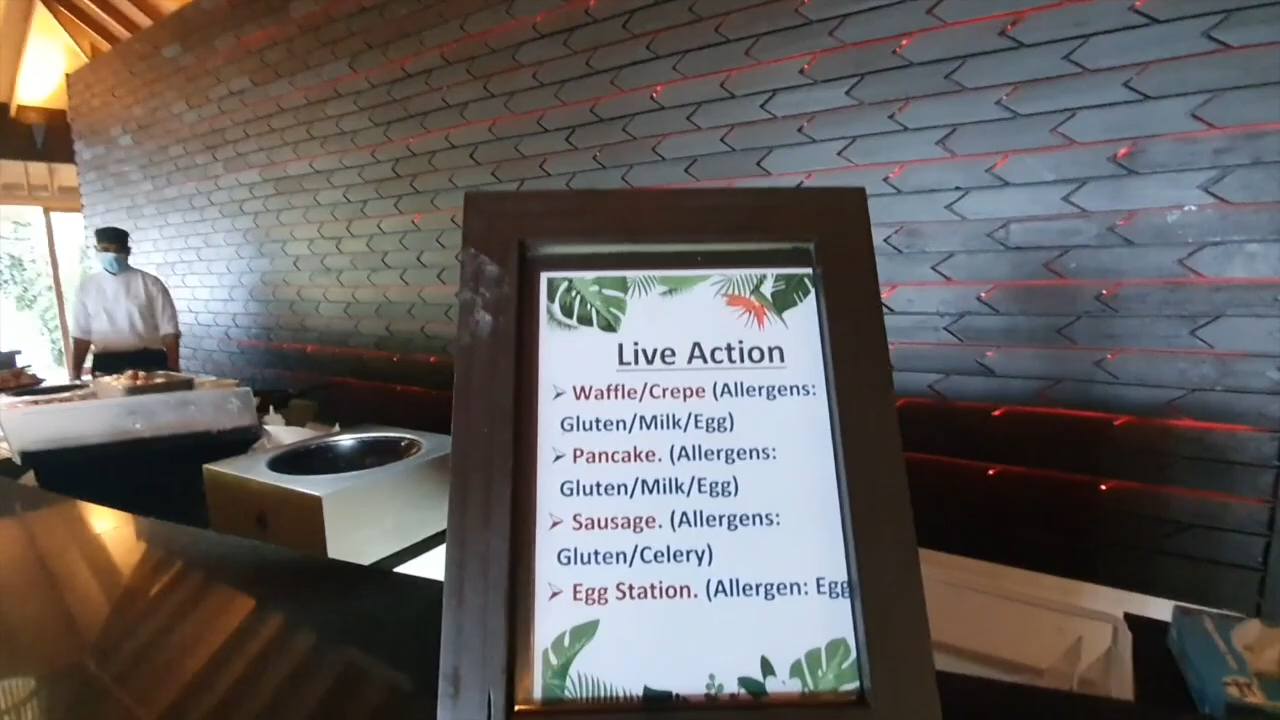 Live Action
➢ Waffle/Crepe (Allergens:
Gluten/Milk/Egg)
➢ Pancake. (Allergens:
Gluten/Milk/Egg)
➢ Sausage. (Allergens:
Gluten/Celery)
➢ Egg Station. (Allergen: Egg